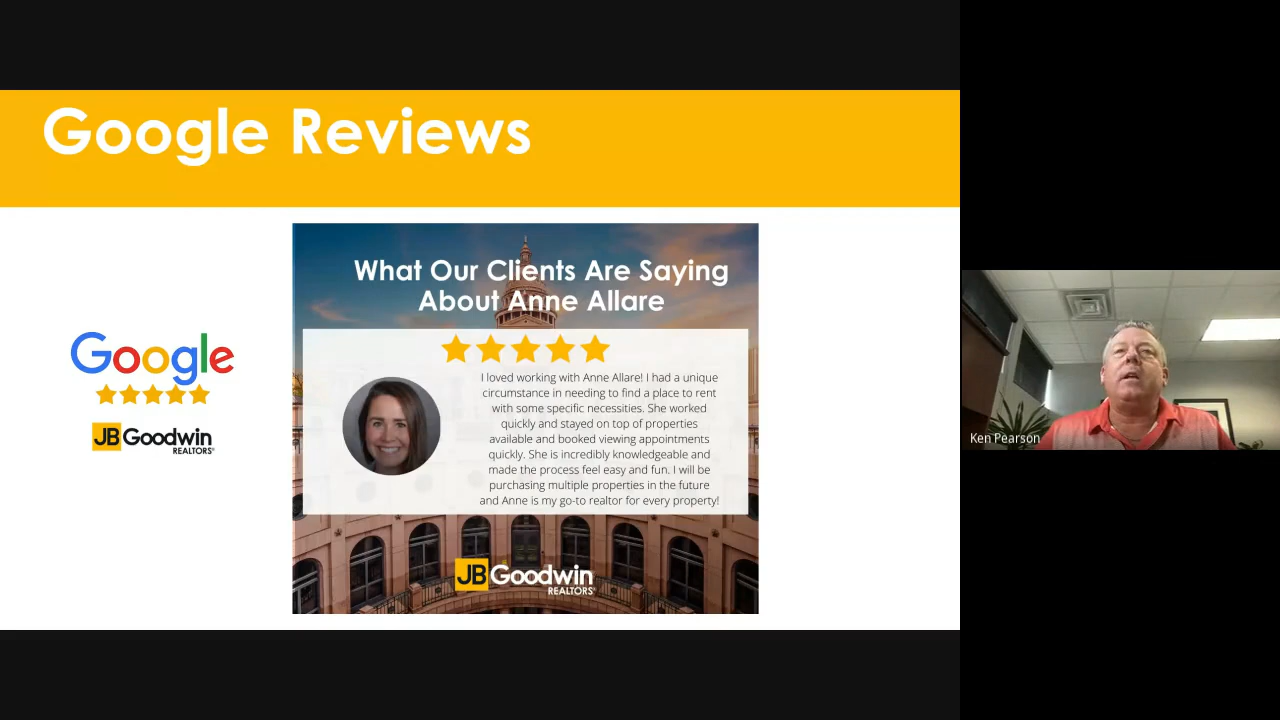 Google Reviews
What Our Clients Are Saying
About Anne Allare
I loved working with Anne Allare! I had a unique
circumstance in needing to find a place to rent
with some specific necessities. She worked
quickly and stayed on top of properties
available and booked viewing appointments
quickly. She is incredibly knowledgeable and
made the process feel easy and fun. I will be
purchasing multiple properties in the future
and Anne is my go-to realtor for every property!
Google
JB Goodwin
REALTORS®
JB Goodwin
REALTORS®
Ken Pearson